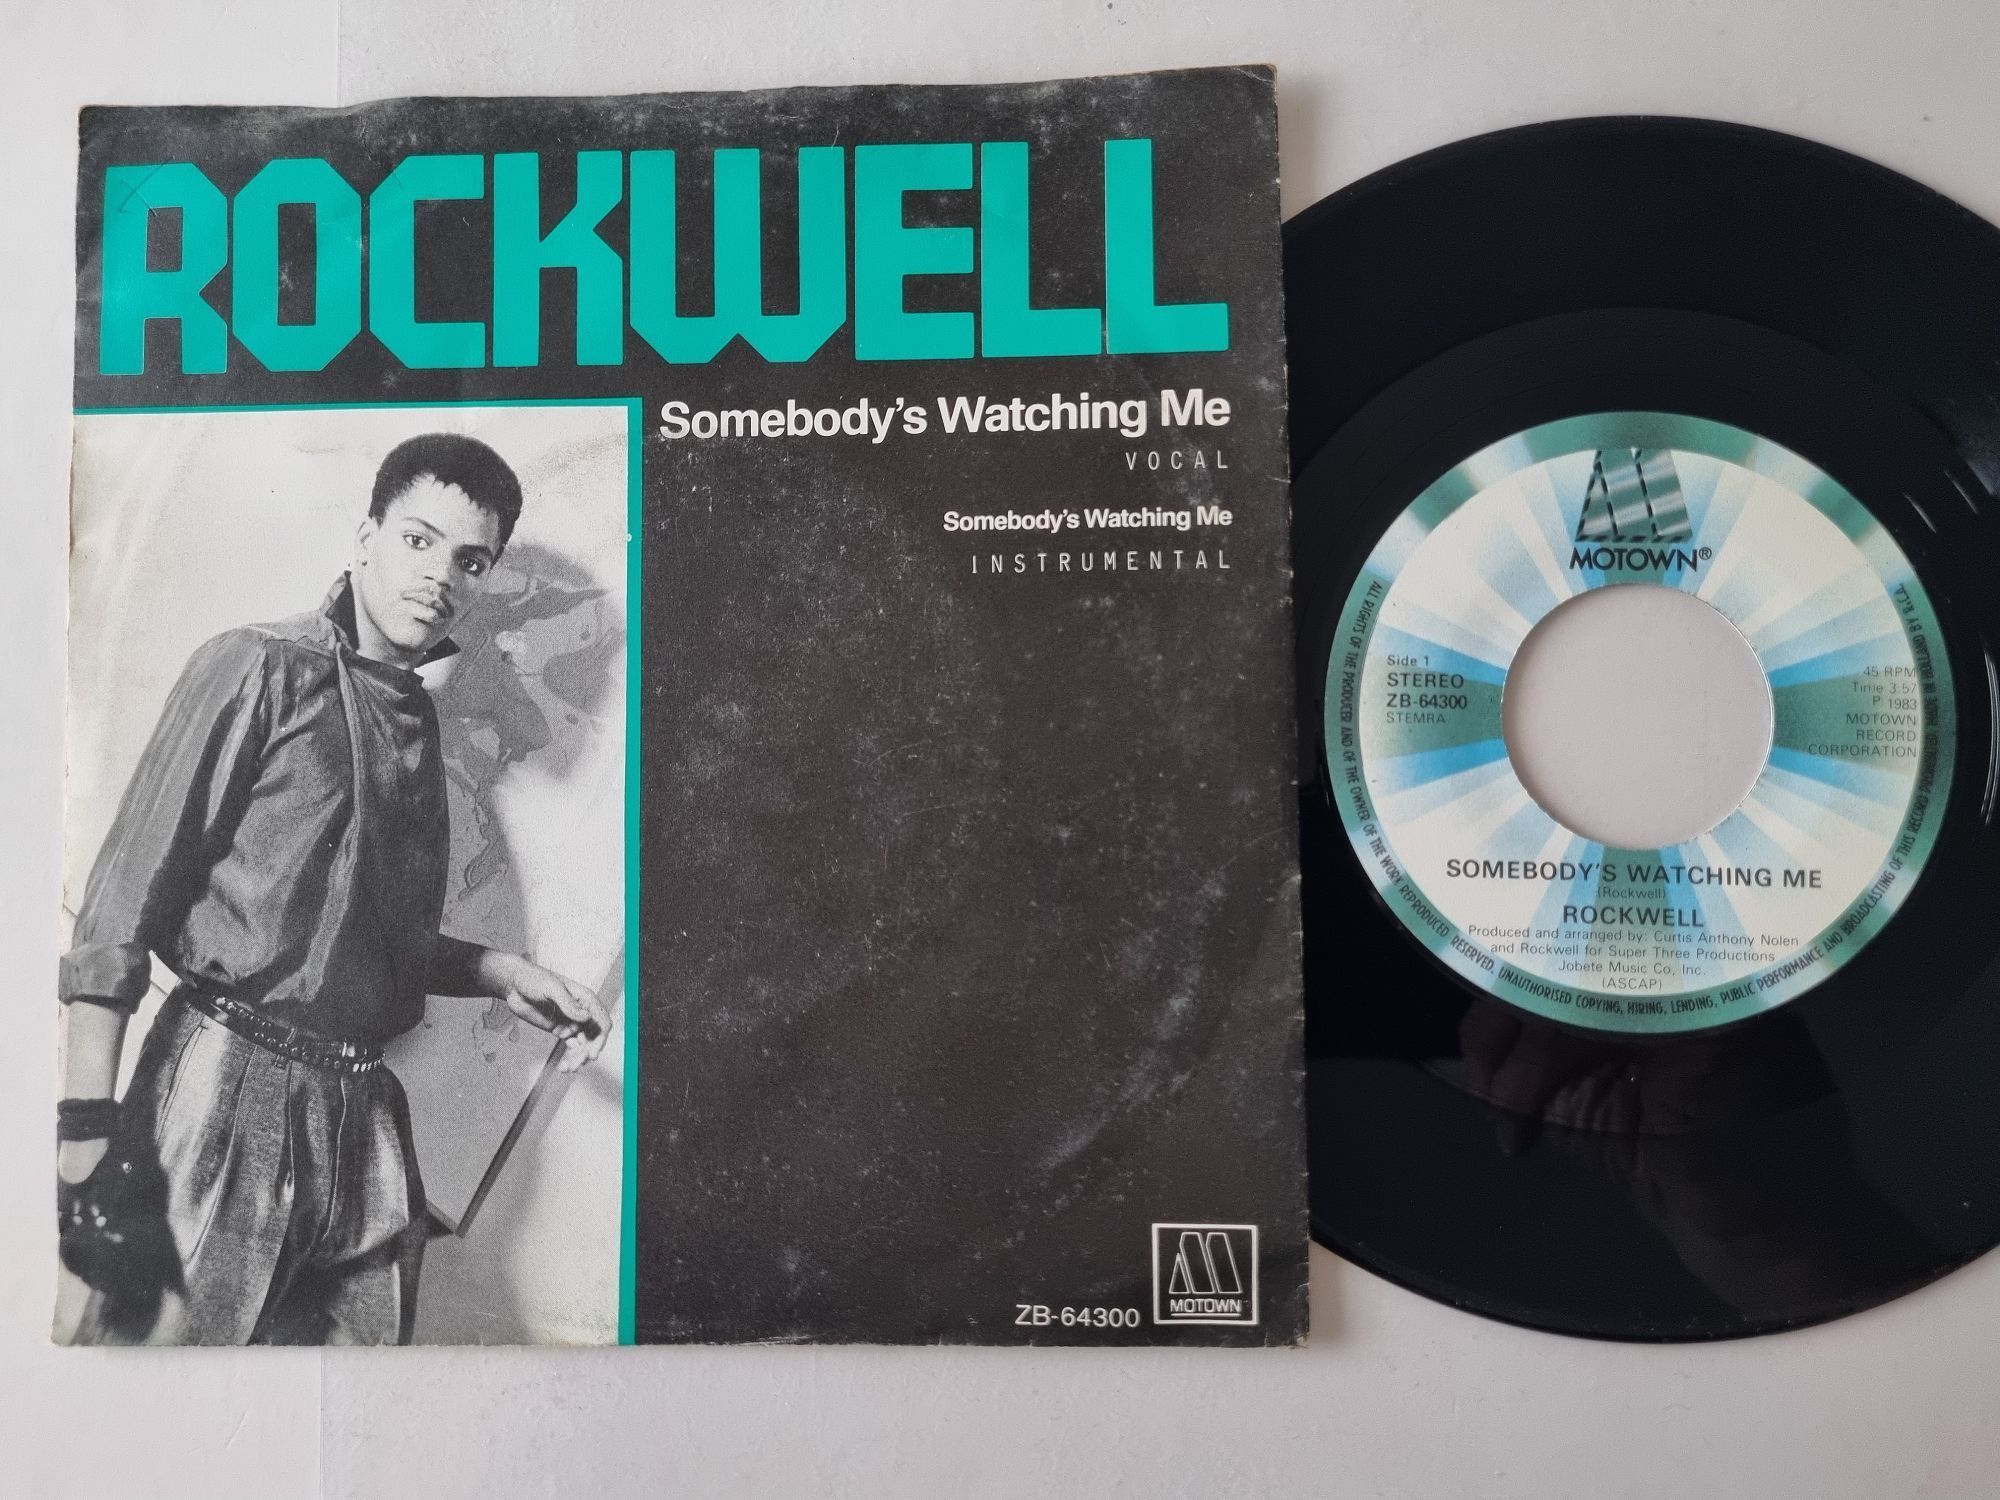 ROCKWELL
Somebody's Watching Me
VOCAL
Somebody's Watching Me
INSTRUMENTAL
ZB-64300
MOTOWN
MOTOWN®
Side 1
STEREO
ZB-64300
STEMRA
45 RPM
Time 3:57
P 1983
MOTOWN
RECORD
CORPORATION
SOMEBODY'S WATCHING ME
(Rockwell)
ROCKWELL
Produced and arranged by: Curtis Anthony Nolen
and Rockwell for Super Three Productions
Jobete Music Co, Inc.
(ASCAP)
ALL RIGHTS OF THE PRODUCER AND OF THE OWNER OF THE WORK REPRODUCED RESERVED. UNAUTHORISED COPYING, HIRING, LENDING, PUBLIC PERFORMANCE AND BROADCASTING OF THIS RECORD PROHIBITED. MADE IN HOLLAND BY R.C.A.